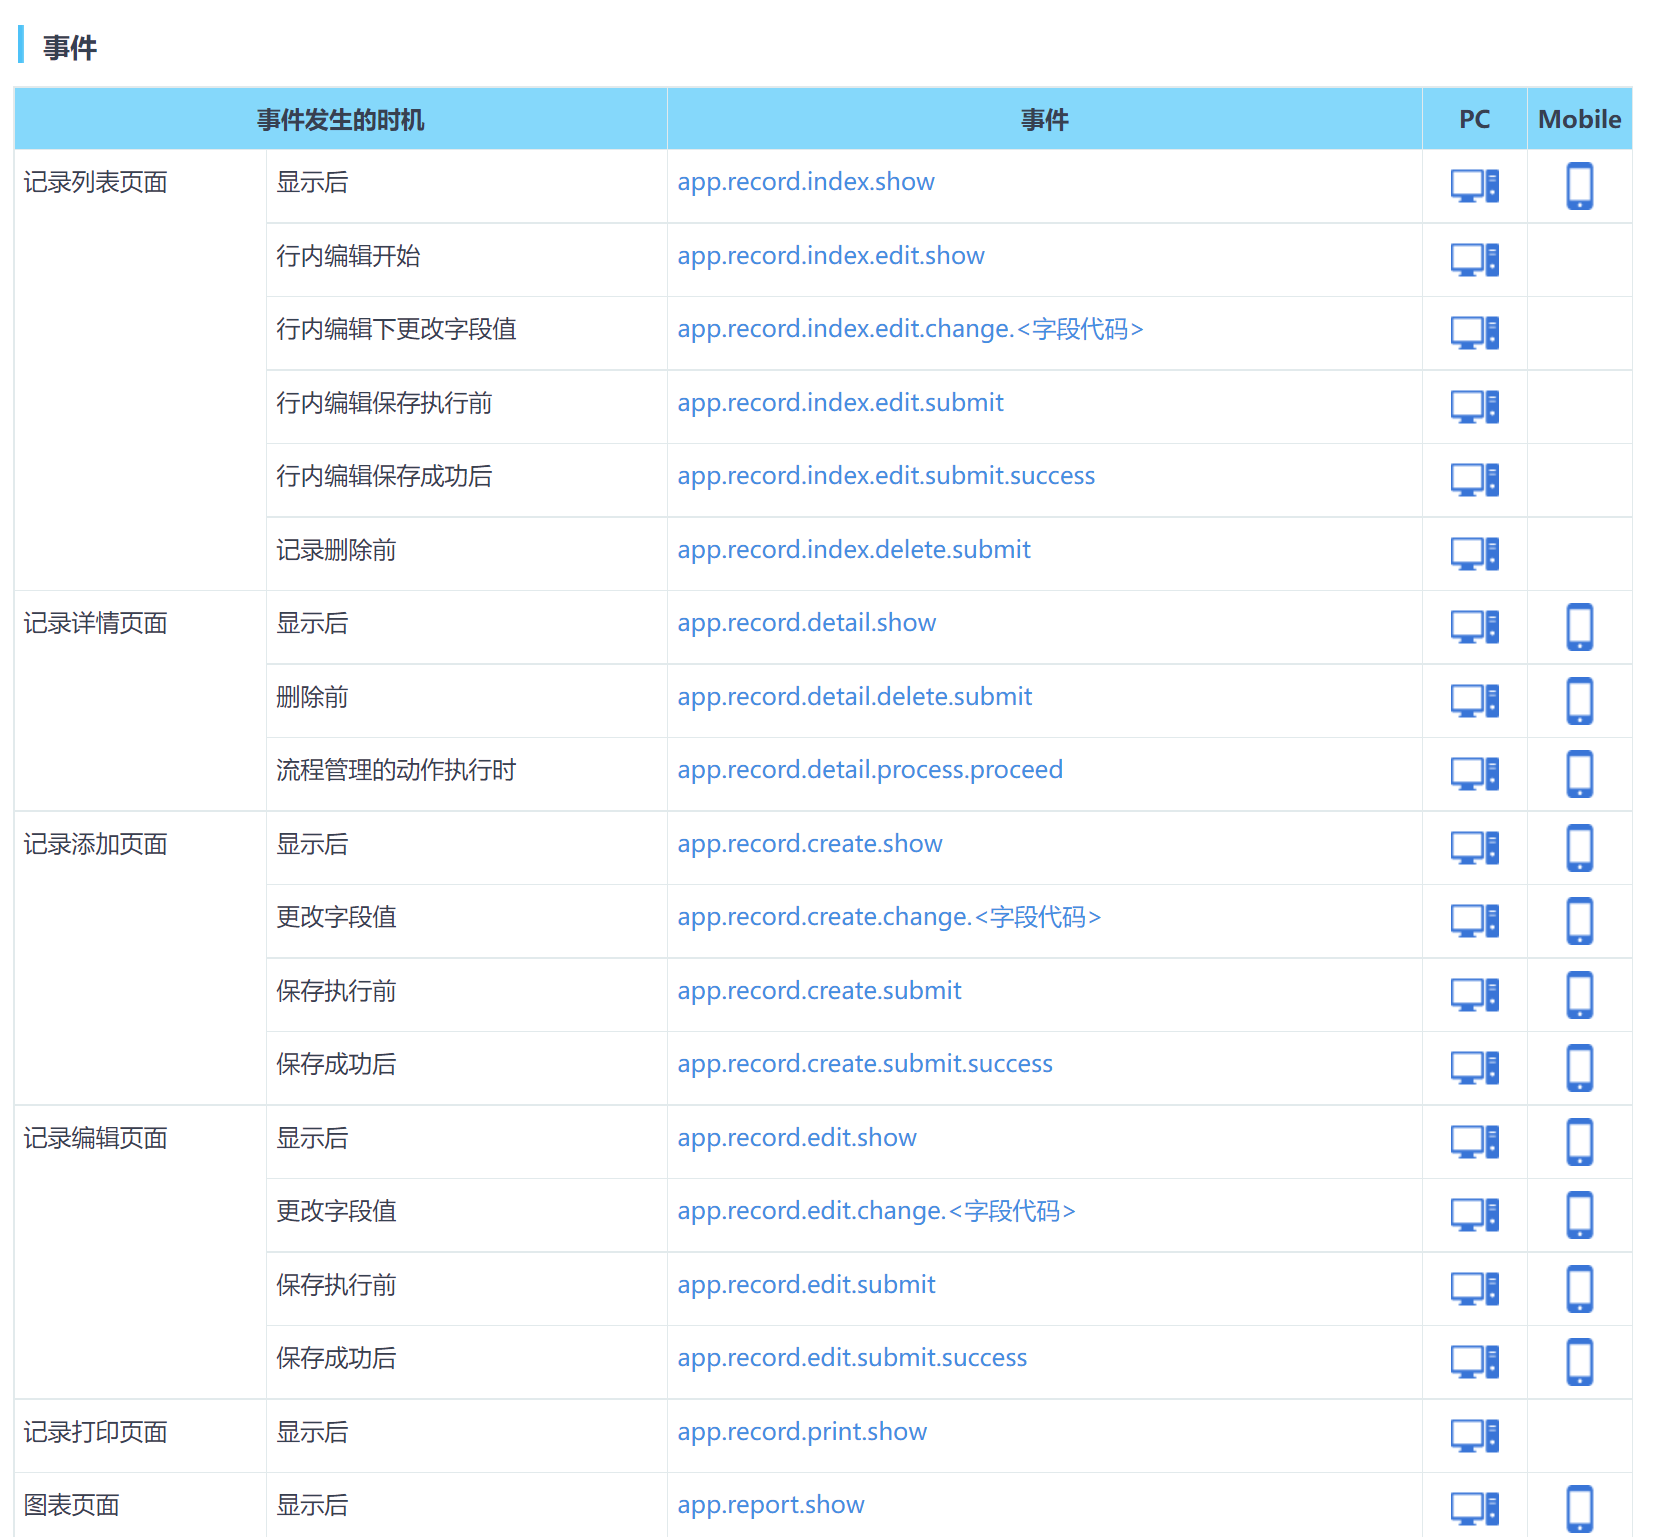 事件
事件发生的时机 事件 PC Mobile
记录列表页面 显示后 app.record.index.show
行内编辑开始 app.record.index.edit.show
行内编辑下更改字段值 app.record.index.edit.change.<字段代码>
行内编辑保存执行前 app.record.index.edit.submit
行内编辑保存成功后 app.record.index.edit.submit.success
记录删除前 app.record.index.delete.submit
记录详情页面 显示后 app.record.detail.show
删除前 app.record.detail.delete.submit
流程管理的动作执行时 app.record.detail.process.proceed
记录添加页面 显示后 app.record.create.show
更改字段值 app.record.create.change.<字段代码>
保存执行前 app.record.create.submit
保存成功后 app.record.create.submit.success
记录编辑页面 显示后 app.record.edit.show
更改字段值 app.record.edit.change.<字段代码>
保存执行前 app.record.edit.submit
保存成功后 app.record.edit.submit.success
记录打印页面 显示后 app.record.print.show
图表页面 显示后 app.report.show